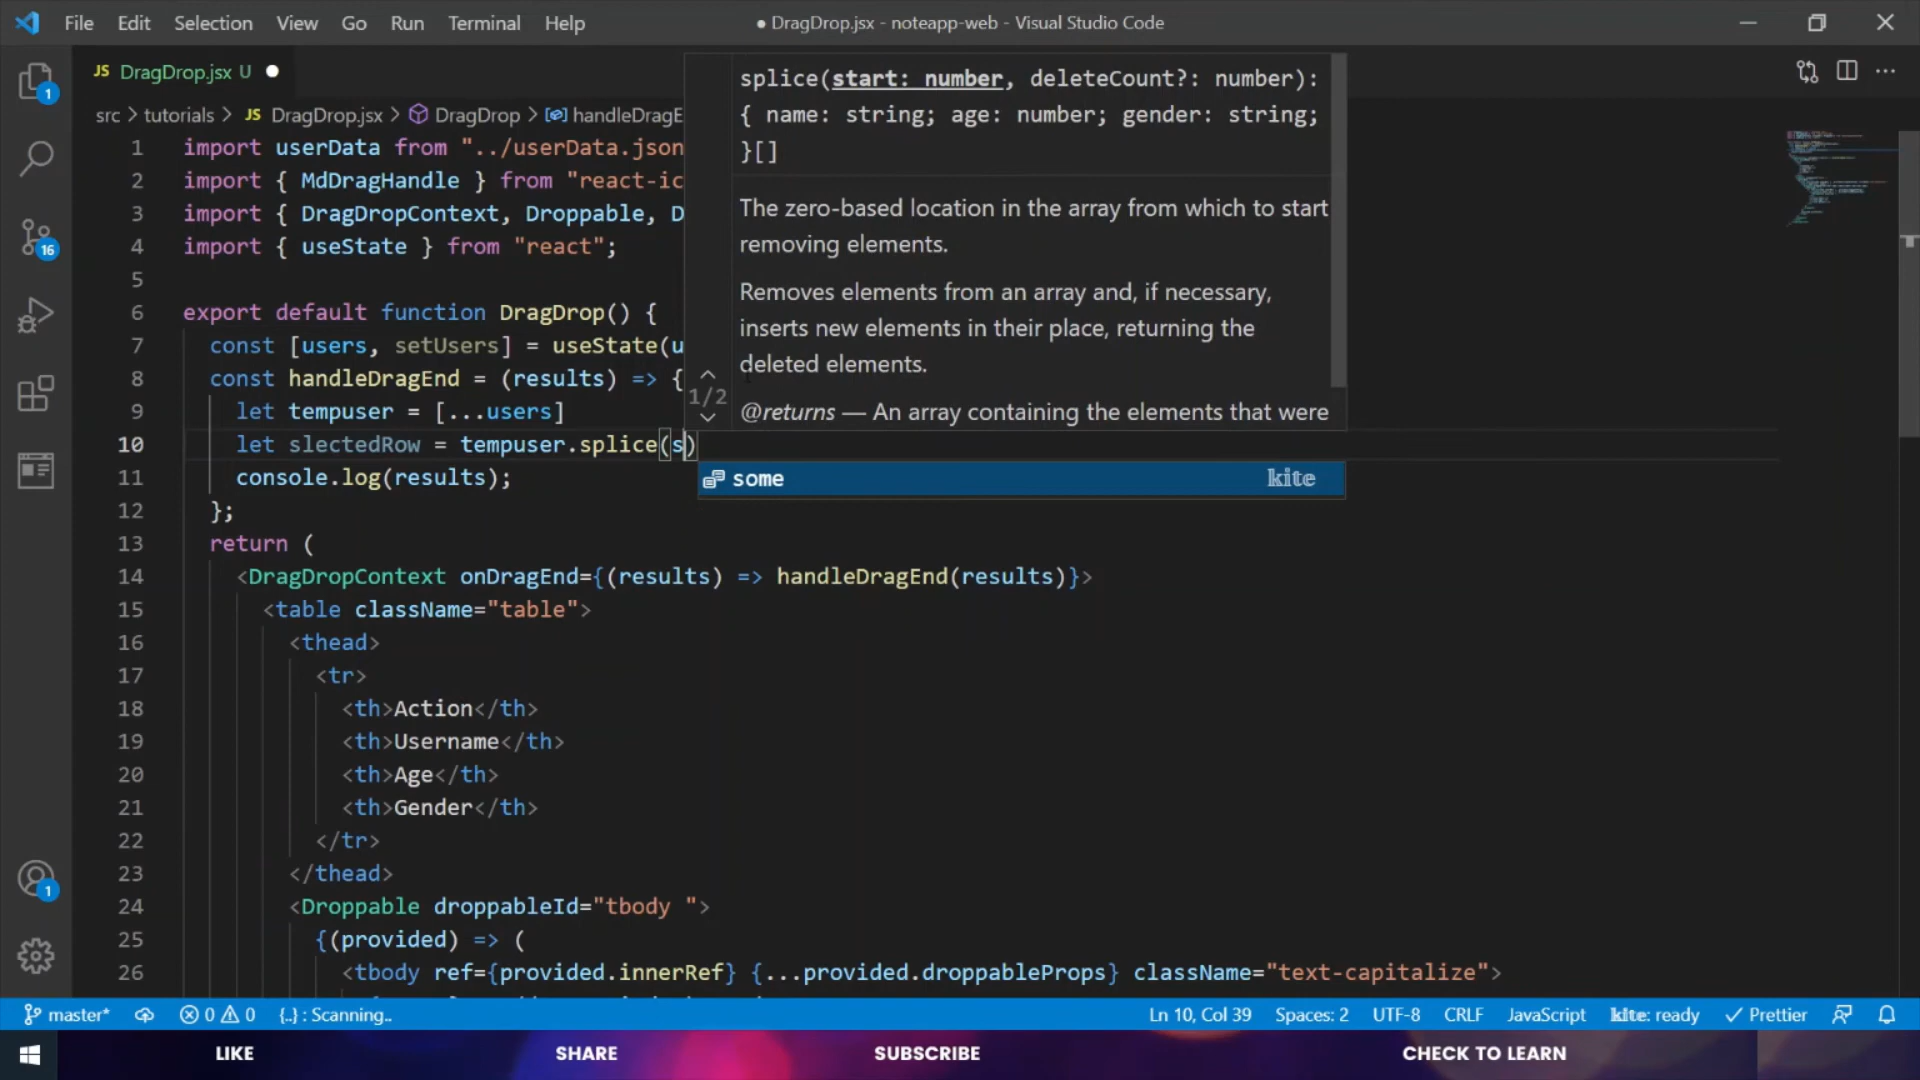 File Edit Selection View Go Run Terminal Help
● DragDrop.jsx - noteapp-web - Visual Studio Code
JS DragDrop.jsx U ●
src > tutorials > JS DragDrop.jsx > DragDrop > handleDragE
1 import userData from "../userData.json
2 import { MdDragHandle } from "react-ic
3 import { DragDropContext, Droppable, D
4 import { useState } from "react";
5
6 export default function DragDrop() {
7 const [users, setUsers] = useState(u
8 const handleDragEnd = (results) => {
9 let tempuser = [...users]
10 let slectedRow = tempuser.splice(s)
11 console.log(results);
12 };
13 return (
14 <DragDropContext onDragEnd={(results) => handleDragEnd(results)}>
15 <table className="table">
16 <thead>
17 <tr>
18 <th>Action</th>
19 <th>Username</th>
20 <th>Age</th>
21 <th>Gender</th>
22 </tr>
23 </thead>
24 <Droppable droppableId="tbody ">
25 {(provided) => (
26 <tbody ref={provided.innerRef} {...provided.droppableProps} className="text-capitalize">
splice(start: number, deleteCount?: number):
{ name: string; age: number; gender: string;
}[]
The zero-based location in the array from which to start
removing elements.
Removes elements from an array and, if necessary,
inserts new elements in their place, returning the
deleted elements.
1/2
@returns — An array containing the elements that were
some kite
1
16
1
master* 0 0 {..} : Scanning.. Ln 10, Col 39 Spaces: 2 UTF-8 CRLF JavaScript kite: ready Prettier
LIKE SHARE SUBSCRIBE CHECK TO LEARN